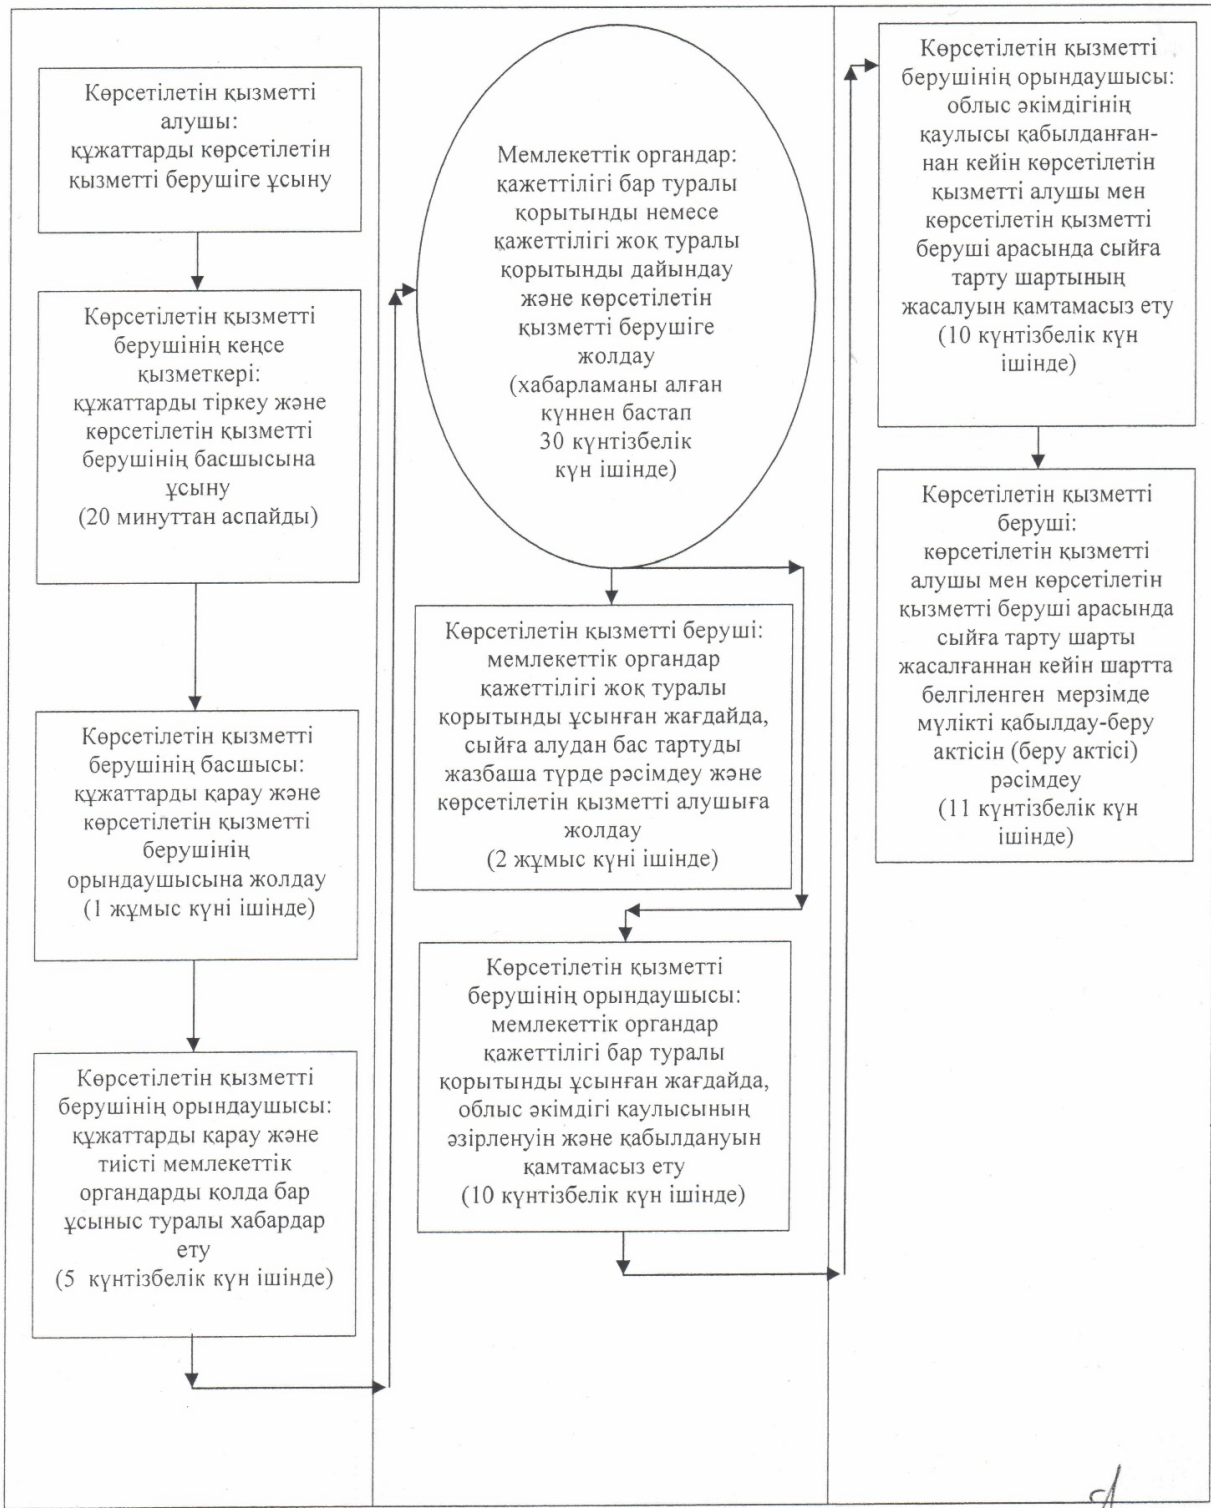 Көрсетілетін қызметті
алушы:
құжаттарды көрсетілетін
қызметті берушіге ұсыну
Көрсетілетін қызметті
берушінің кеңсе
қызметкері:
құжаттарды тіркеу және
көрсетілетін қызметті
берушінің басшысына
ұсыну
(20 минуттан аспайды)
Көрсетілетін қызметті
берушінің басшысы:
құжаттарды қарау және
көрсетілетін қызметті
берушінің
орындаушысына жолдау
(1 жұмыс күні ішінде)
Көрсетілетін қызметті
берушінің орындаушысы:
құжаттарды қарау және
тиісті мемлекеттік
органдарды қолда бар
ұсыныс туралы хабардар
ету
(5 күнтізбелік күн ішінде)
Мемлекеттік органдар:
қажеттілігі бар туралы
қорытынды немесе
қажеттілігі жоқ туралы
қорытынды дайындау
және көрсетілетін
қызметті берушіге
жолдау
(хабарламаны алған
күннен бастап
30 күнтізбелік
күн ішінде)
Көрсетілетін қызметті беруші:
мемлекеттік органдар
қажеттілігі жоқ туралы
қорытынды ұсынған жағдайда,
сыйға алудан бас тартуды
жазбаша түрде рәсімдеу және
көрсетілетін қызметті алушыға
жолдау
(2 жұмыс күні ішінде)
Көрсетілетін қызметті
берушінің орындаушысы:
мемлекеттік органдар
қажеттілігі бар туралы
қорытынды ұсынған жағдайда,
облыс әкімдігі қаулысының
әзірленуін және қабылдануын
қамтамасыз ету
(10 күнтізбелік күн ішінде)
Көрсетілетін қызметті
берушінің орындаушысы:
облыс әкімдігінің
қаулысы қабылданған-
нан кейін көрсетілетін
қызметті алушы мен
көрсетілетін қызметті
беруші арасында сыйға
тарту шартының
жасалуын қамтамасыз ету
(10 күнтізбелік күн
ішінде)
Көрсетілетін қызметті
беруші:
көрсетілетін қызметті
алушы мен көрсетілетін
қызметті беруші арасында
сыйға тарту шарты
жасалғаннан кейін шартта
белгіленген мерзімде
мүлікті қабылдау-беру
актісін (беру актісі)
рәсімдеу
(11 күнтізбелік күн
ішінде)